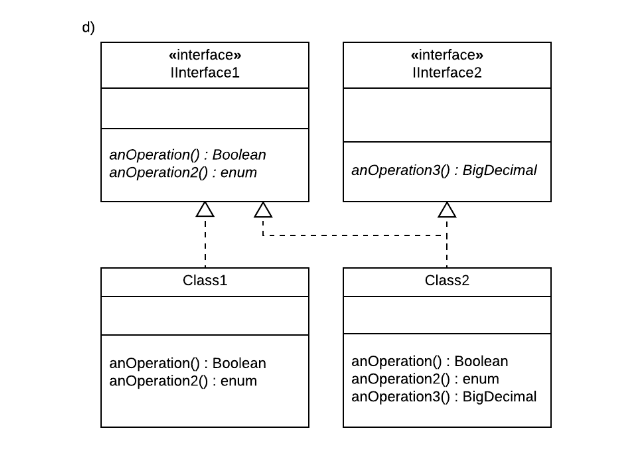 d)
«interface»
IInterface1
anOperation() : Boolean
anOperation2() : enum
«interface»
IInterface2
anOperation3() : BigDecimal
Class1
anOperation() : Boolean
anOperation2() : enum
Class2
anOperation() : Boolean
anOperation2() : enum
anOperation3() : BigDecimal